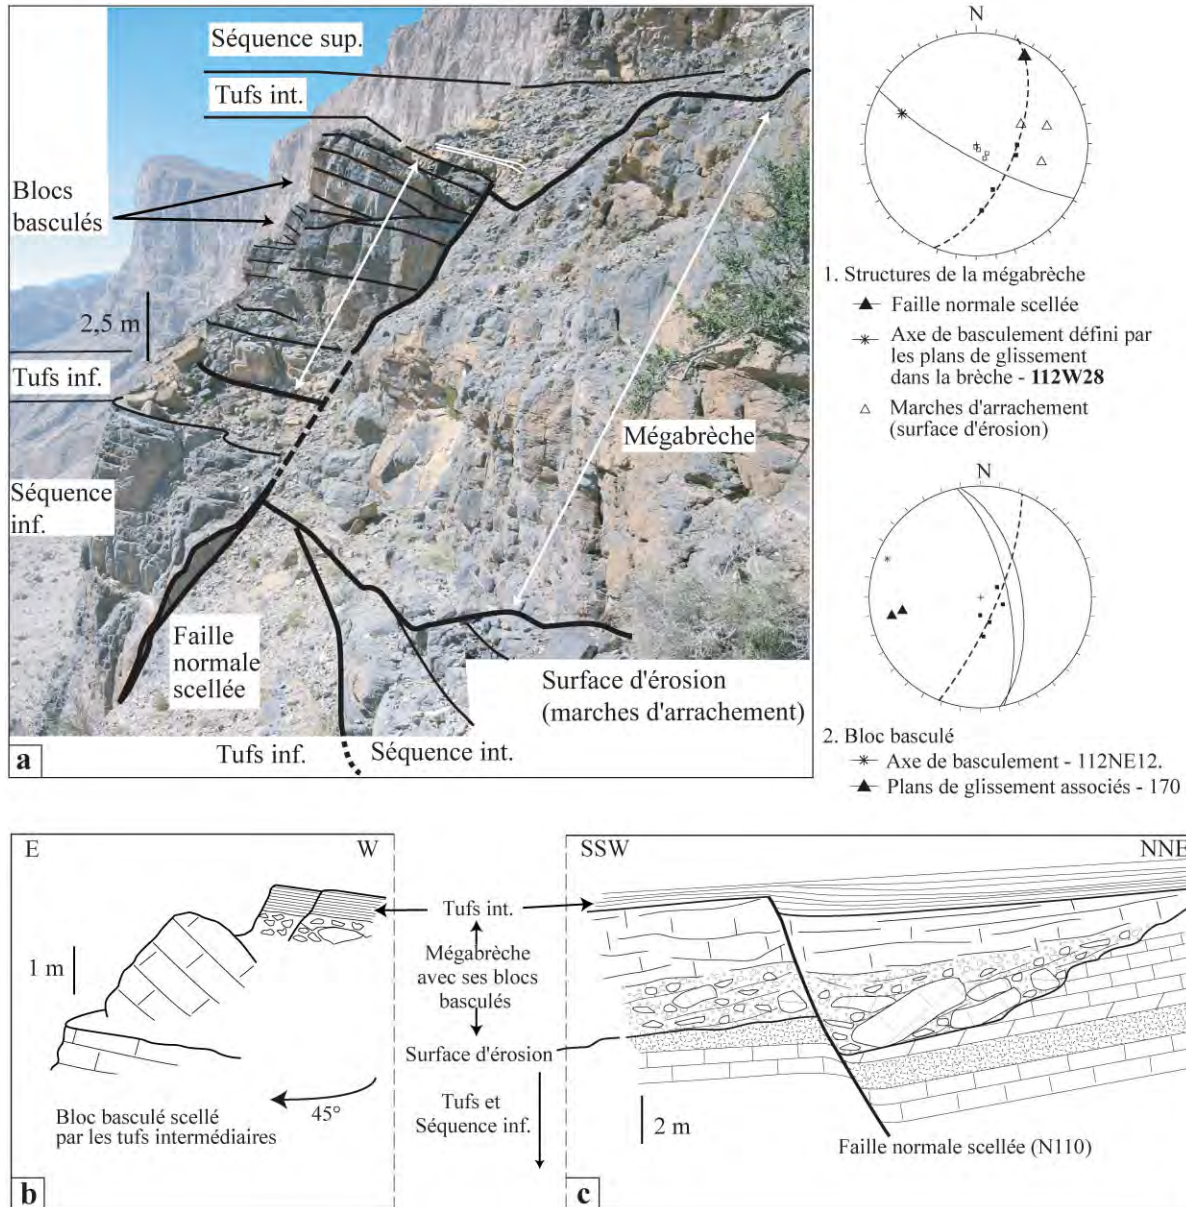 Séquence sup.
Tufs int.
Blocs
basculés
2,5 m
Tufs inf.
Séquence
inf.
Mégabrèche
Faille
normale
scellée
Surface d'érosion
(marches d'arrachement)
Tufs inf.
Séquence int.
a
N
1. Structures de la mégabrèche
Faille normale scellée
Axe de basculement défini par
les plans de glissement
dans la brèche - 112W28
Marches d'arrachement
(surface d'érosion)
N
2. Bloc basculé
Axe de basculement - 112NE12.
Plans de glissement associés - 170
E
W
1 m
Bloc basculé scellé
par les tufs intermédiaires
45°
b
Tufs int.
Mégabrèche
avec ses blocs
basculés
Surface d'érosion
Tufs et
Séquence inf.
SSW
NNE
2 m
Faille normale scellée (N110)
c